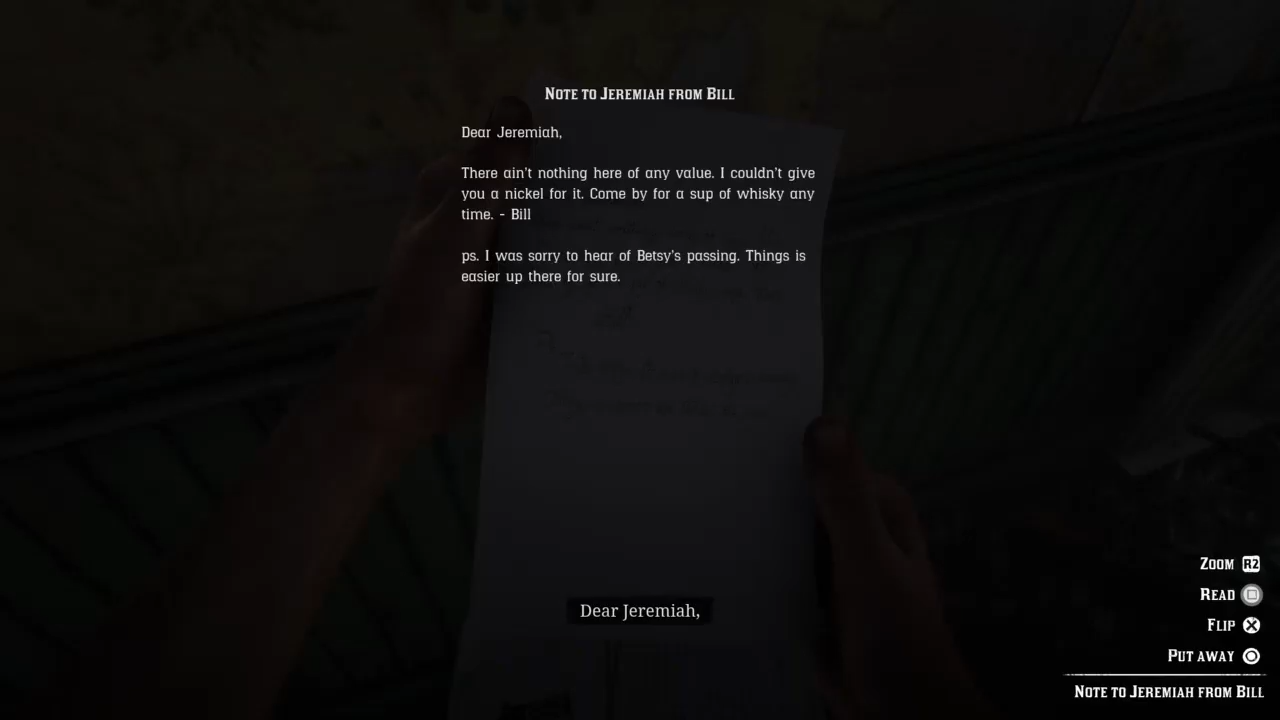 NOTE TO JEREMIAH FROM BILL
Dear Jeremiah,
There ain't nothing here of any value. I couldn't give
you a nickel for it. Come by for a sup of whisky any
time. - Bill
ps. I was sorry to hear of Betsy's passing. Things is
easier up there for sure.
Dear Jeremiah,
ZOOM R2
READ
FLIP
PUT AWAY
NOTE TO JEREMIAH FROM BILL